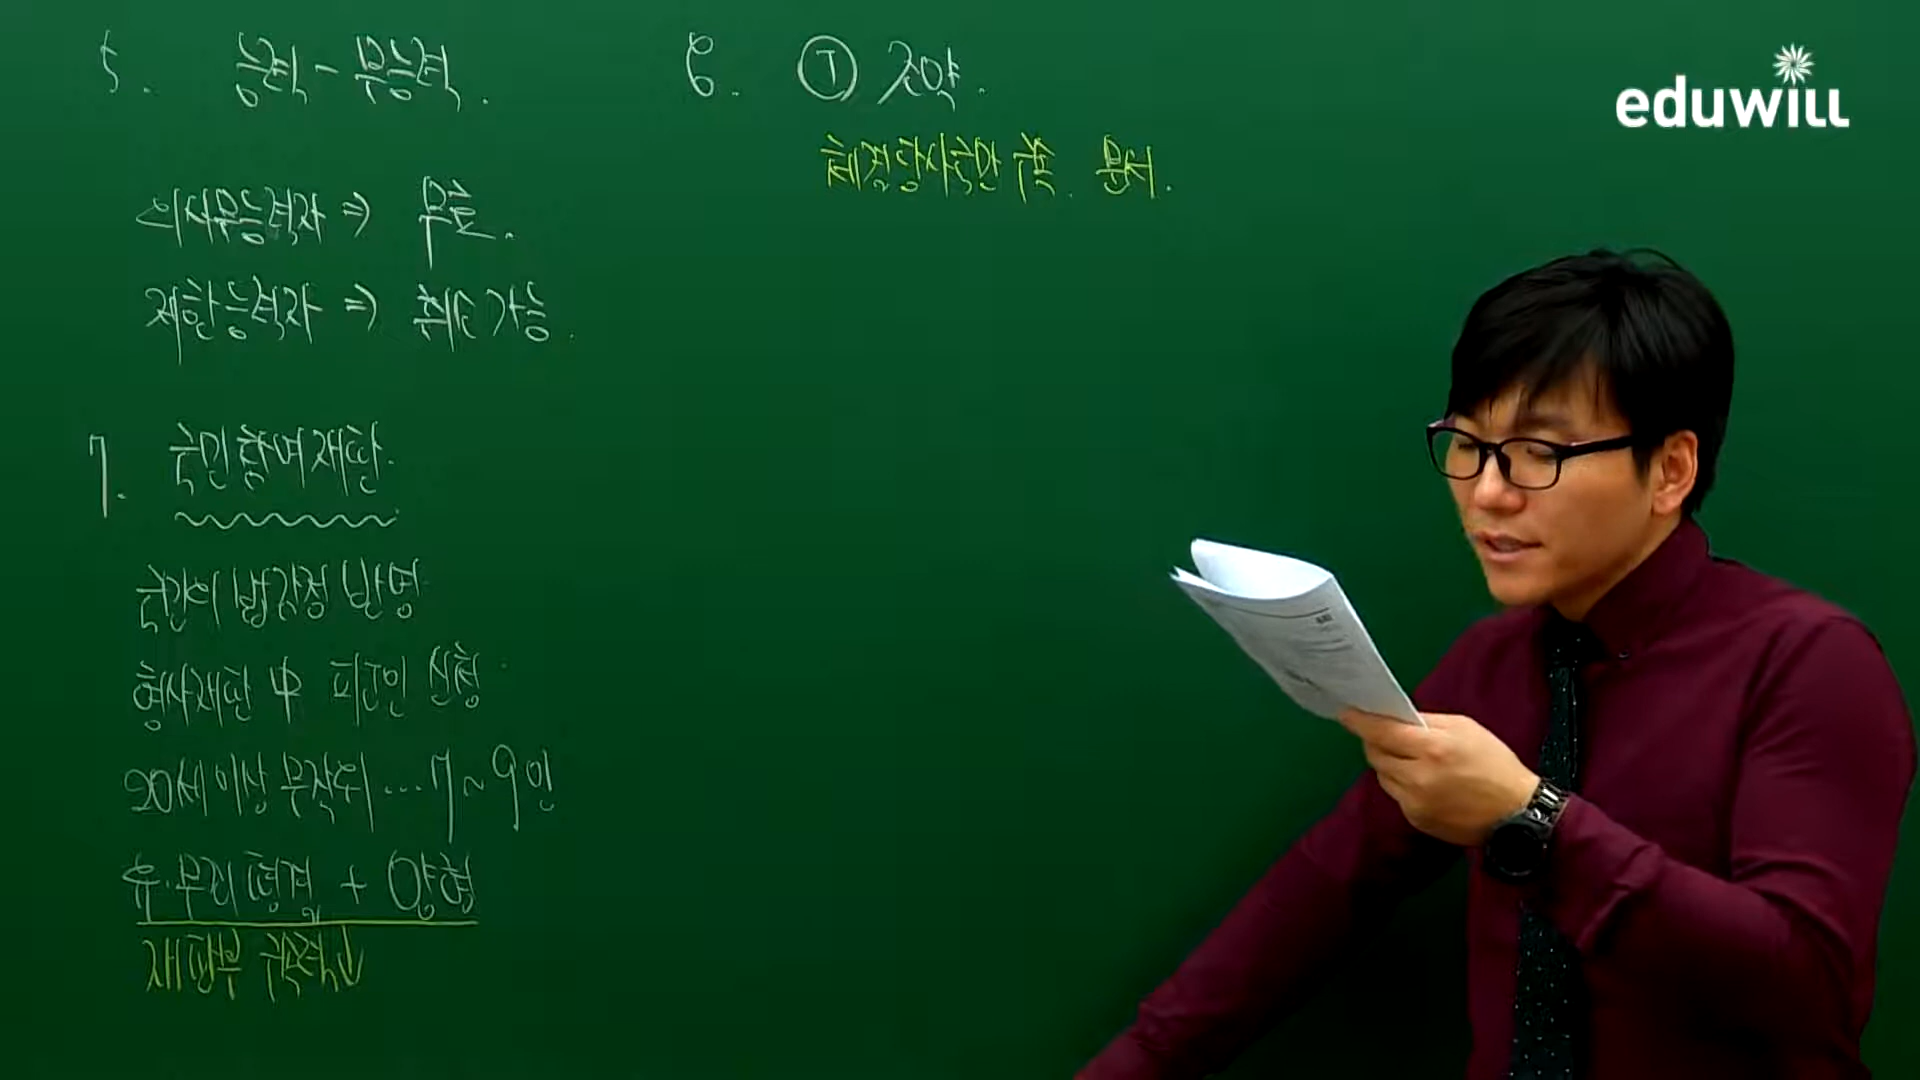 5. 능력 - 무능력.
의사무능력자 ⇒ 무효.
제한능력자 ⇒ 취소 가능.
7. 국민참여재판.
국민의 법감정 반영
형사재판 中 피고인 신청.
20세 이상 무작위 … 7~9인
유·무죄 평결 + 양형
재판부 구속력↓
6. ① 조약.
체결당사국만 구속. 문서.
eduwill